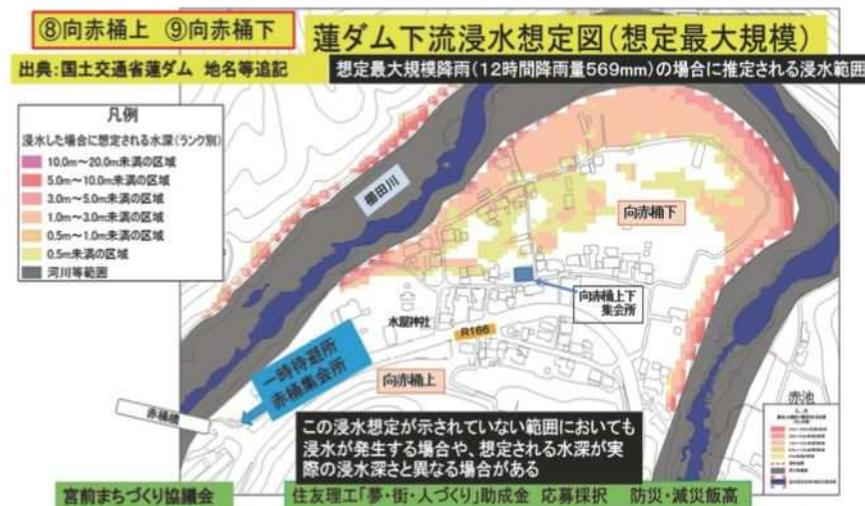 ⑧向赤桶上 ⑨向赤桶下
蓮ダム下流浸水想定図(想定最大規模)
出典:国土交通省蓮ダム 地名等追記
想定最大規模降雨(12時間降雨量569mm)の場合に推定される浸水範囲
凡例
浸水した場合に想定される水深(ランク別)
10.0m～20.0m未満の区域
5.0m～10.0m未満の区域
3.0m～5.0m未満の区域
1.0m～3.0m未満の区域
0.5m～1.0m未満の区域
0.5m未満の区域
河川等範囲
櫛田川
向赤桶下
向赤桶上下
集会所
水屋神社
R166
一時待避所
赤桶集会所
向赤桶上
赤桶橋
赤池
この浸水想定が示されていない範囲においても
浸水が発生する場合や、想定される水深が実
際の浸水深さと異なる場合がある
宮前まちづくり協議会
住友理工「夢・街・人づくり」助成金 応募採択 防災・減災飯高